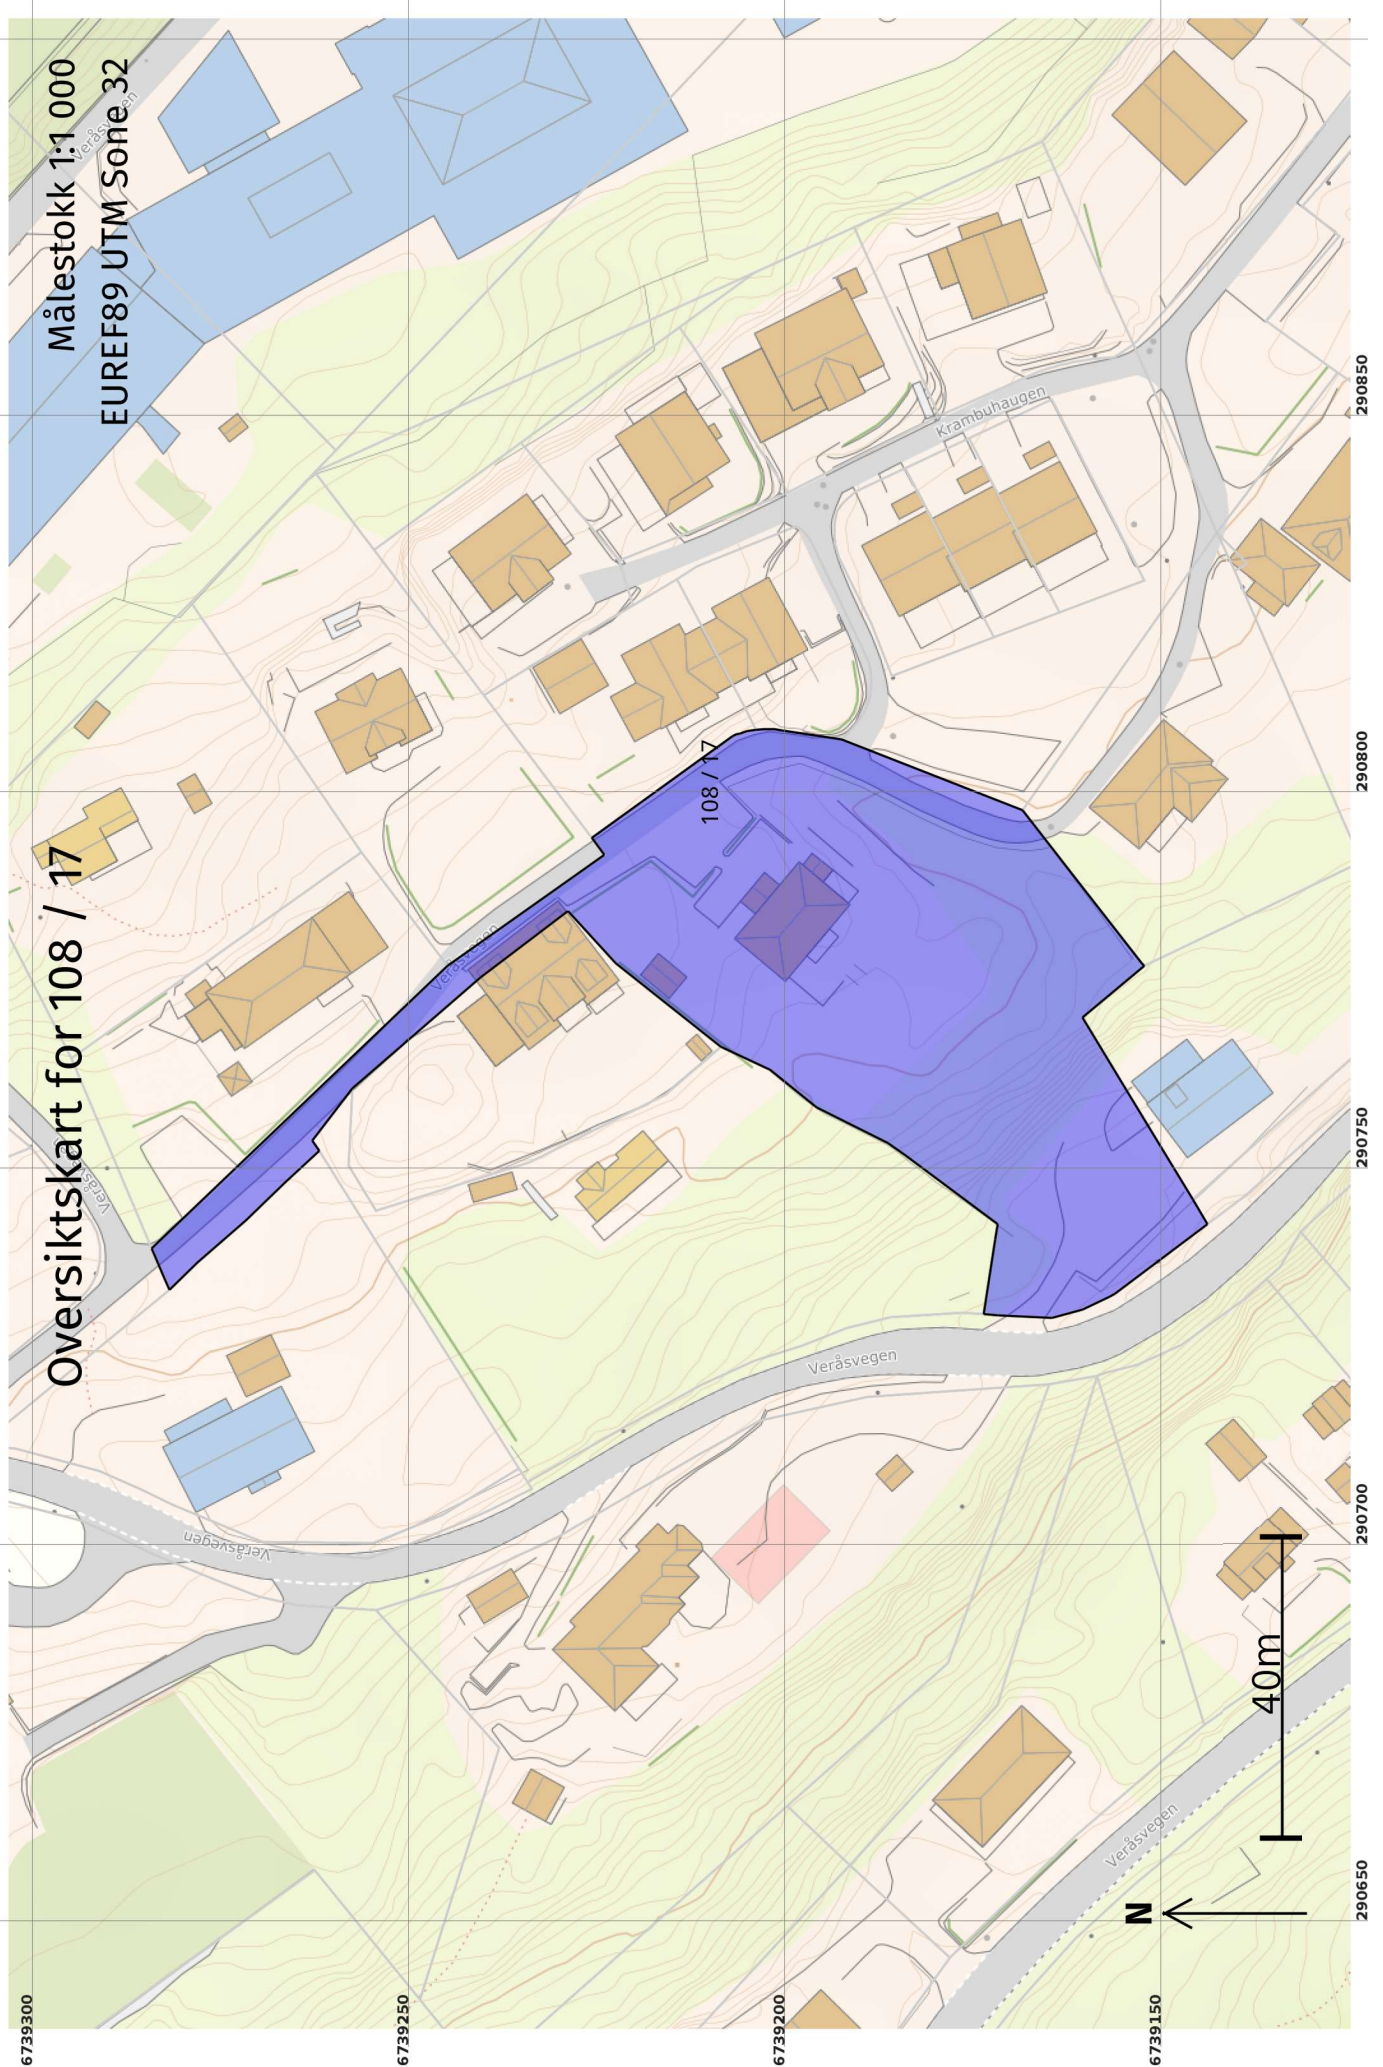 Oversiktskart for 108 / 17
Målestokk 1:1 000
EUREF89 UTM Sone 32
Veråsvegen
Veråsv
Veråsvegen
108 / 17
Krambuhaugen
Veråsvegen
Veråsvegen
Veråsvegen
N
40m
6739300
6739250
6739200
6739150
290650
290700
290750
290800
290850